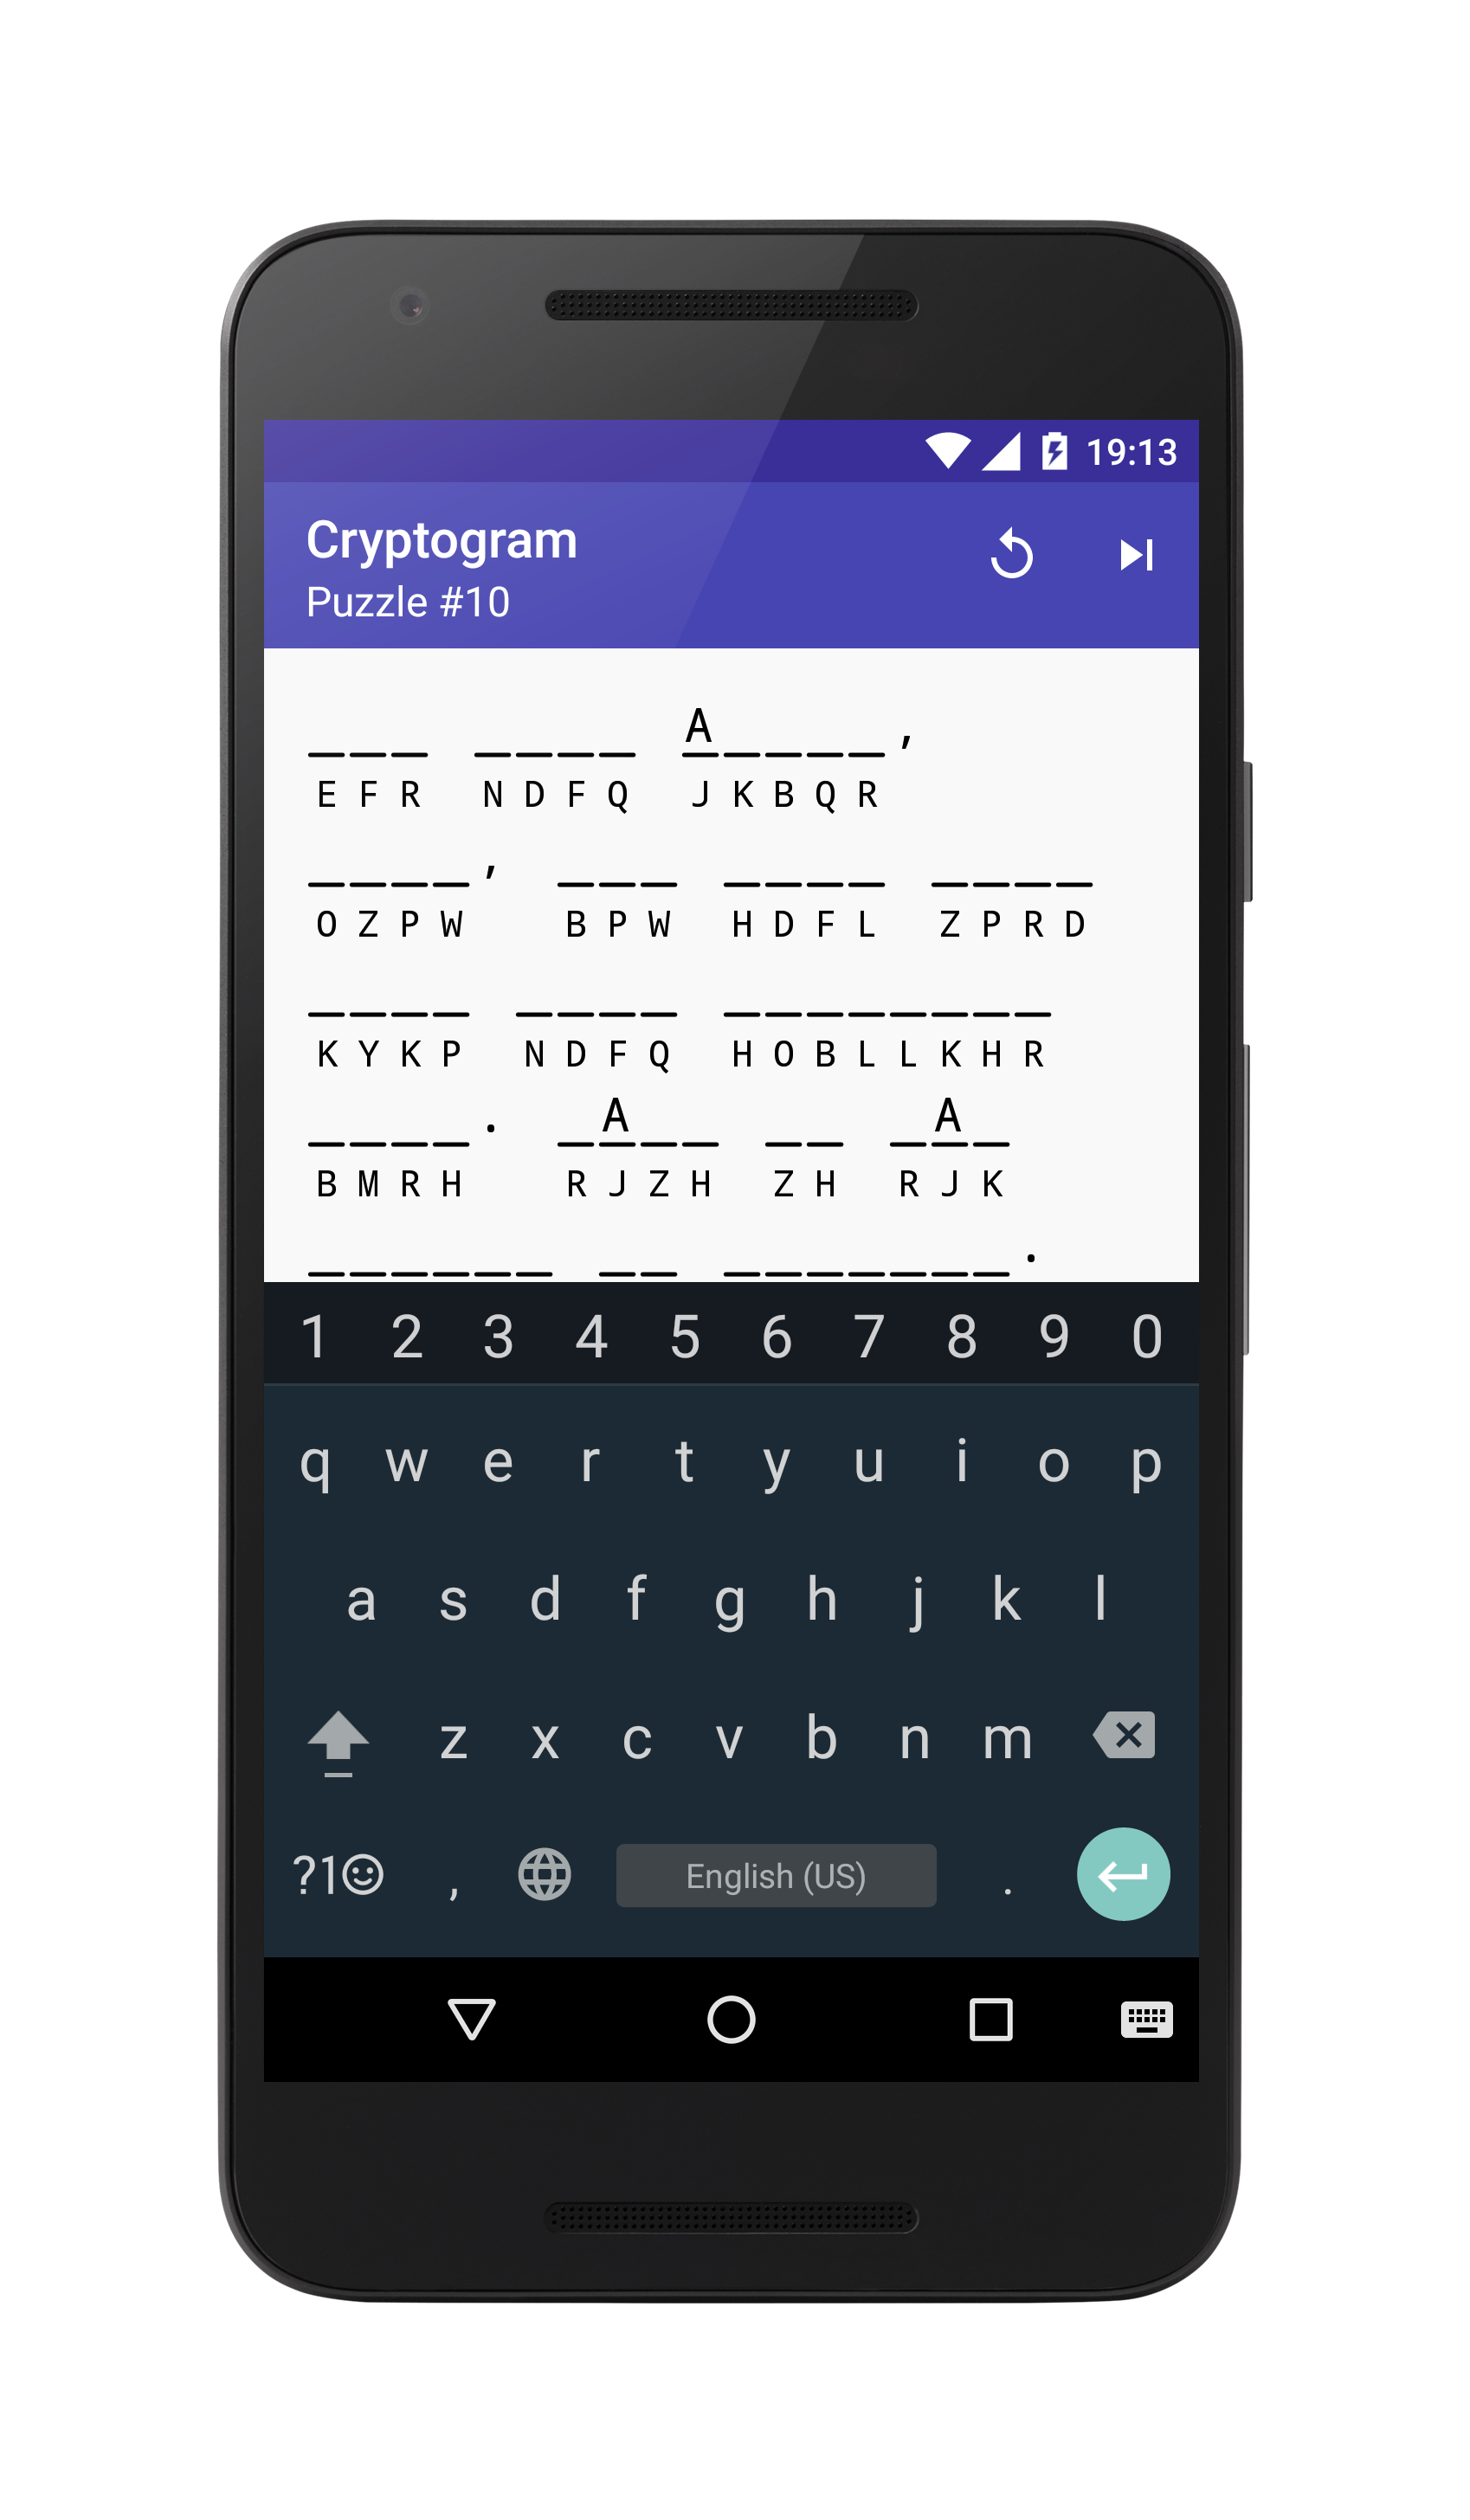 19:13
Cryptogram
Puzzle #10
A ,
E F R N D F Q J K B Q R
,
O Z P W B P W H D F L Z P R D
K Y K P N D F Q H O B L L K H R
. A A
B M R H R J Z H Z H R J K
.
1 2 3 4 5 6 7 8 9 0
q w e r t y u i o p
a s d f g h j k l
z x c v b n m
?1☺ , English (US) .